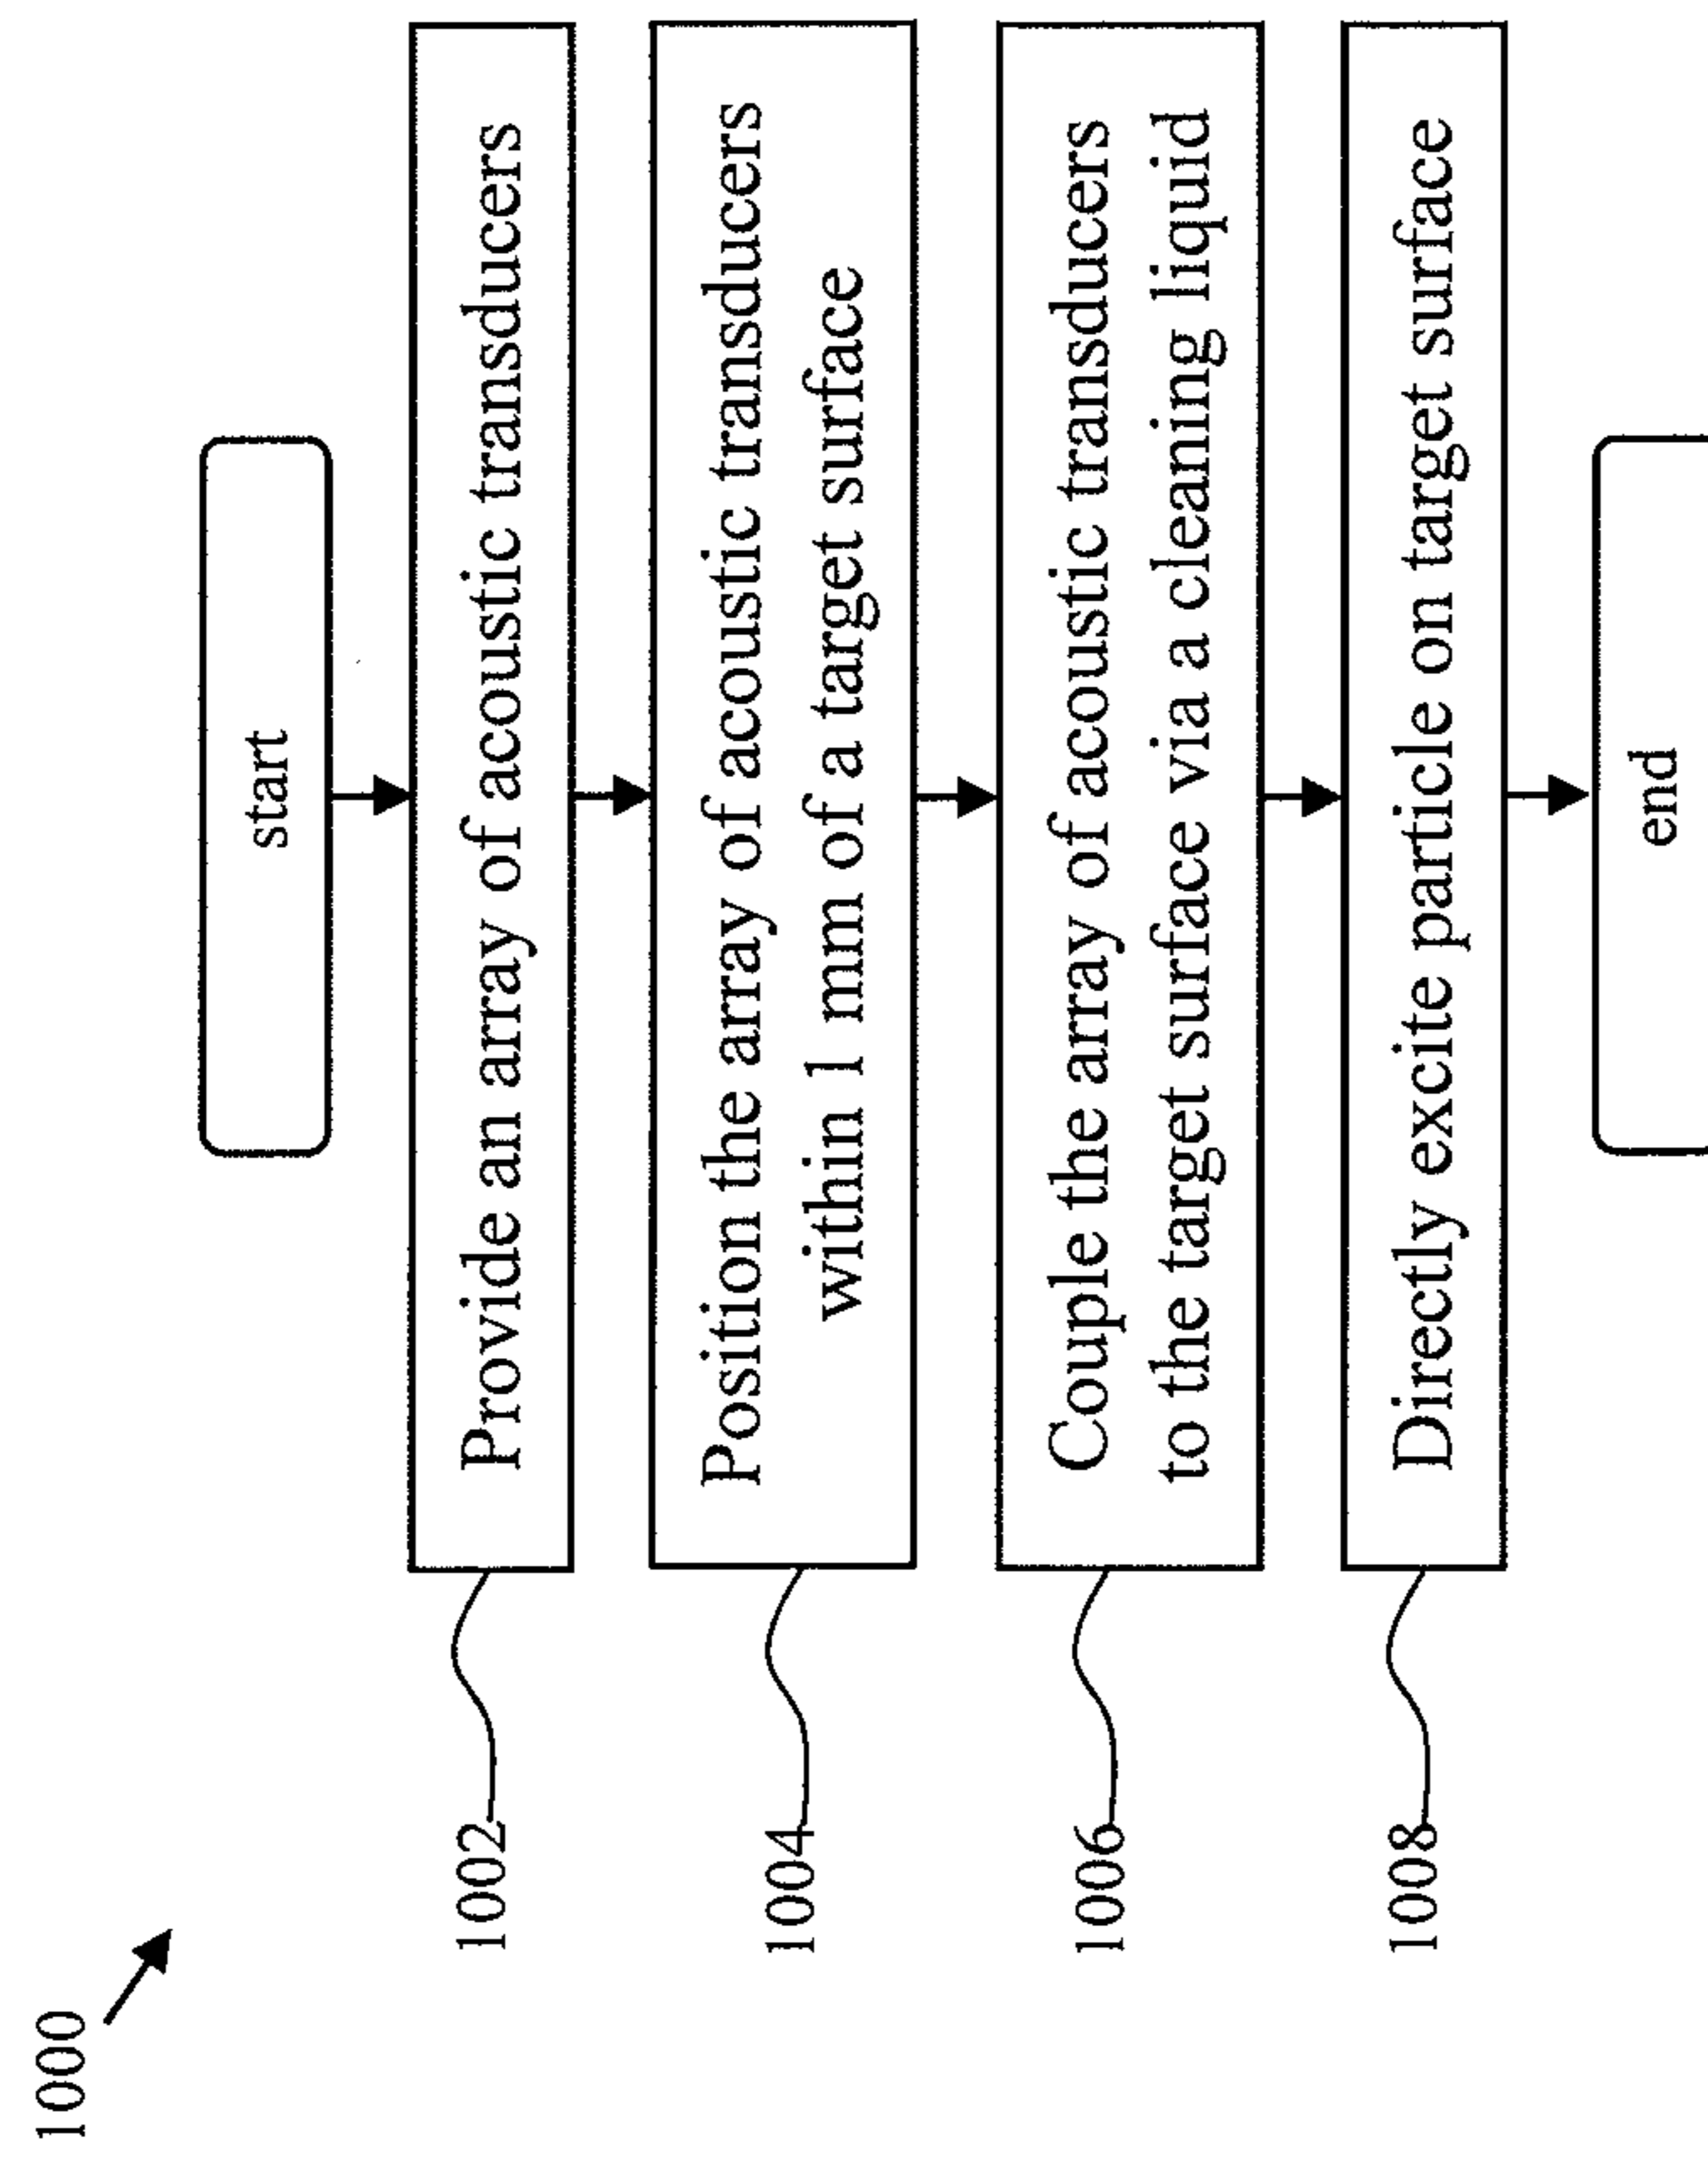 1000
start
1002
Provide an array of acoustic transducers
1004
Position the array of acoustic transducers
within 1 mm of a target surface
1006
Couple the array of acoustic transducers
to the target surface via a cleaning liquid
1008
Directly excite particle on target surface
end